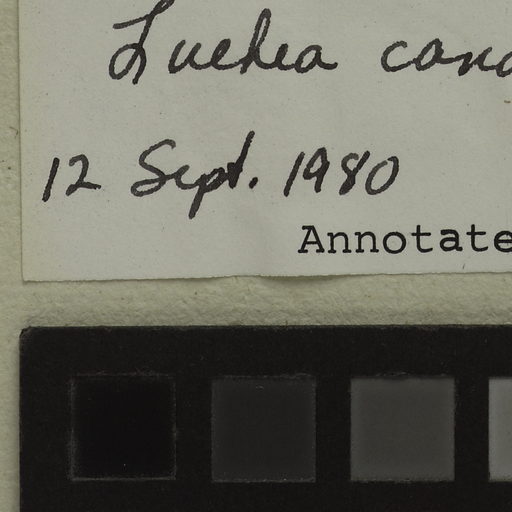 Luehea cand
12 Sept. 1980
Annotate